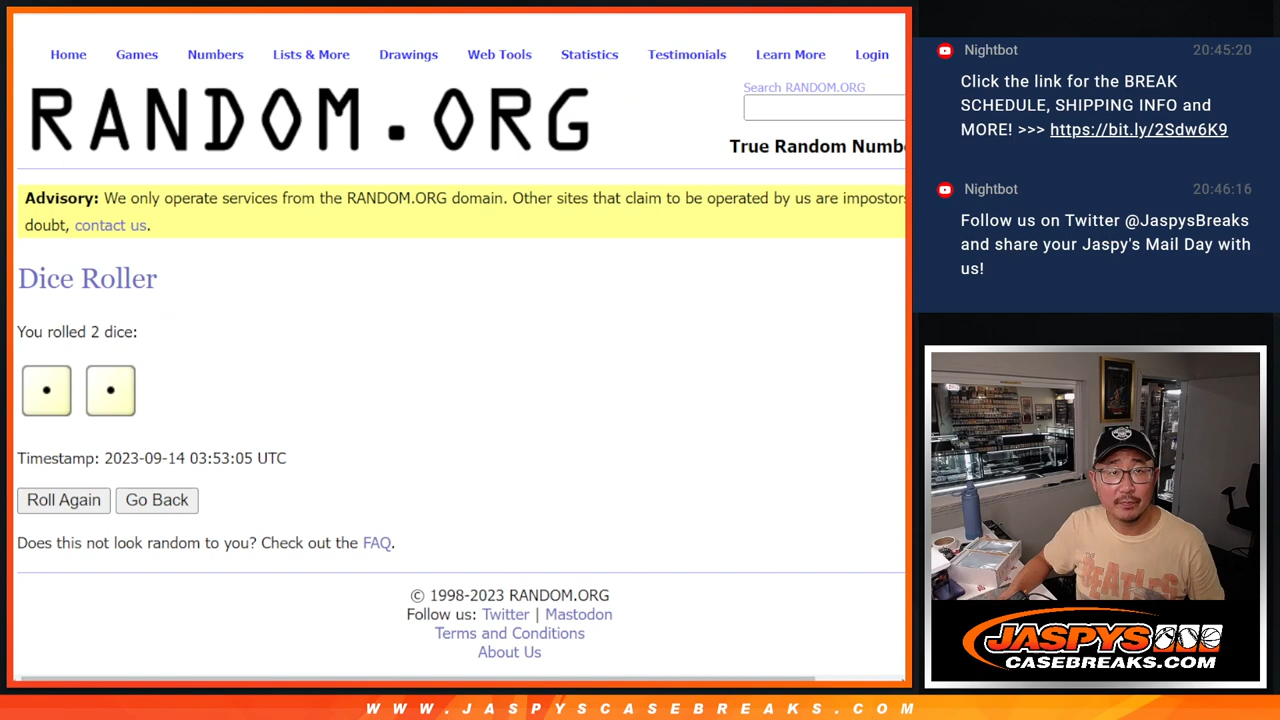 Home Games Numbers Lists & More Drawings Web Tools Statistics Testimonials Learn More Login
Search RANDOM.ORG
RANDOM.ORG
True Random Numbe
Advisory: We only operate services from the RANDOM.ORG domain. Other sites that claim to be operated by us are impostors
doubt, contact us.
Dice Roller
You rolled 2 dice:
Timestamp: 2023-09-14 03:53:05 UTC
Roll Again Go Back
Does this not look random to you? Check out the FAQ.
© 1998-2023 RANDOM.ORG
Follow us: Twitter | Mastodon
Terms and Conditions
About Us
Nightbot 20:45:20
Click the link for the BREAK
SCHEDULE, SHIPPING INFO and
MORE! >>> https://bit.ly/2Sdw6K9
Nightbot 20:46:16
Follow us on Twitter @JaspysBreaks
and share your Jaspy's Mail Day with
us!
THE
BEATLES
JASPYS
CASEBREAKS.COM
WWW.JASPYSCASEBREAKS.COM